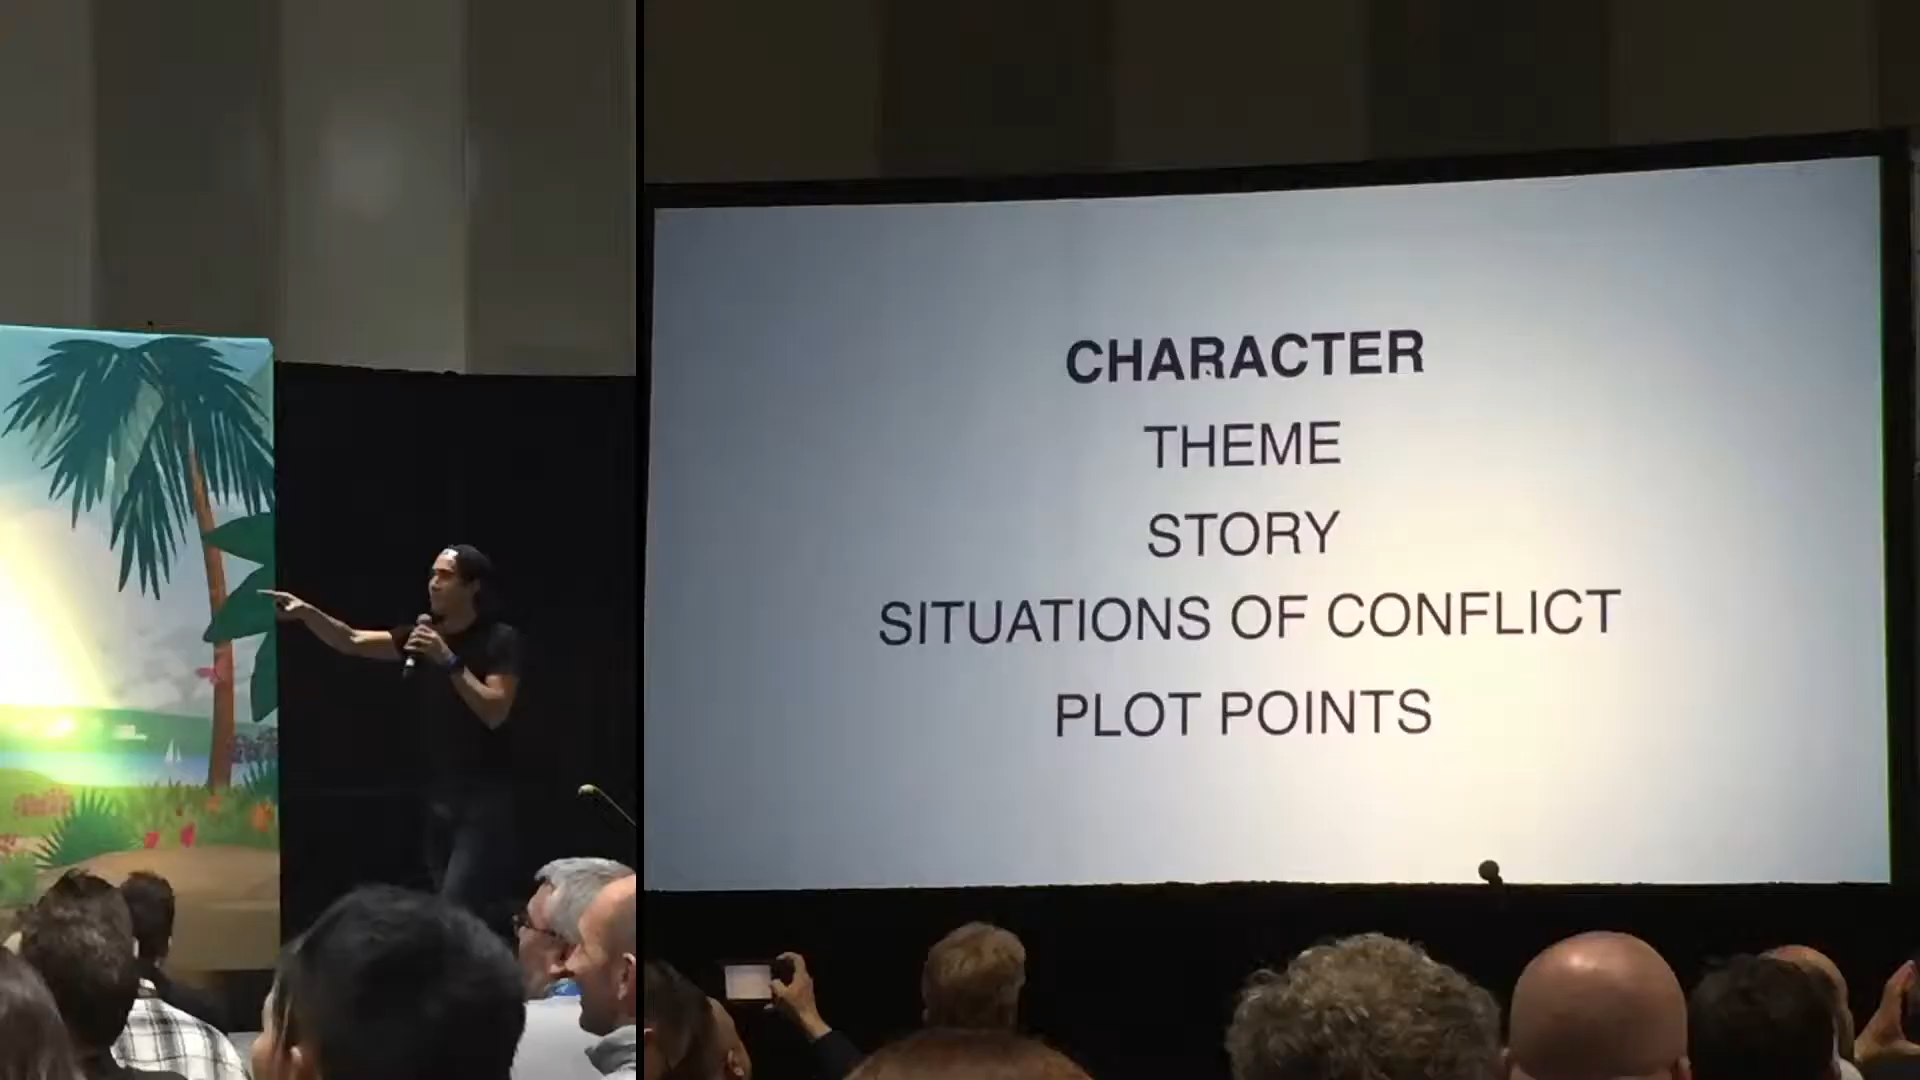 CHARACTER
THEME
STORY
SITUATIONS OF CONFLICT
PLOT POINTS